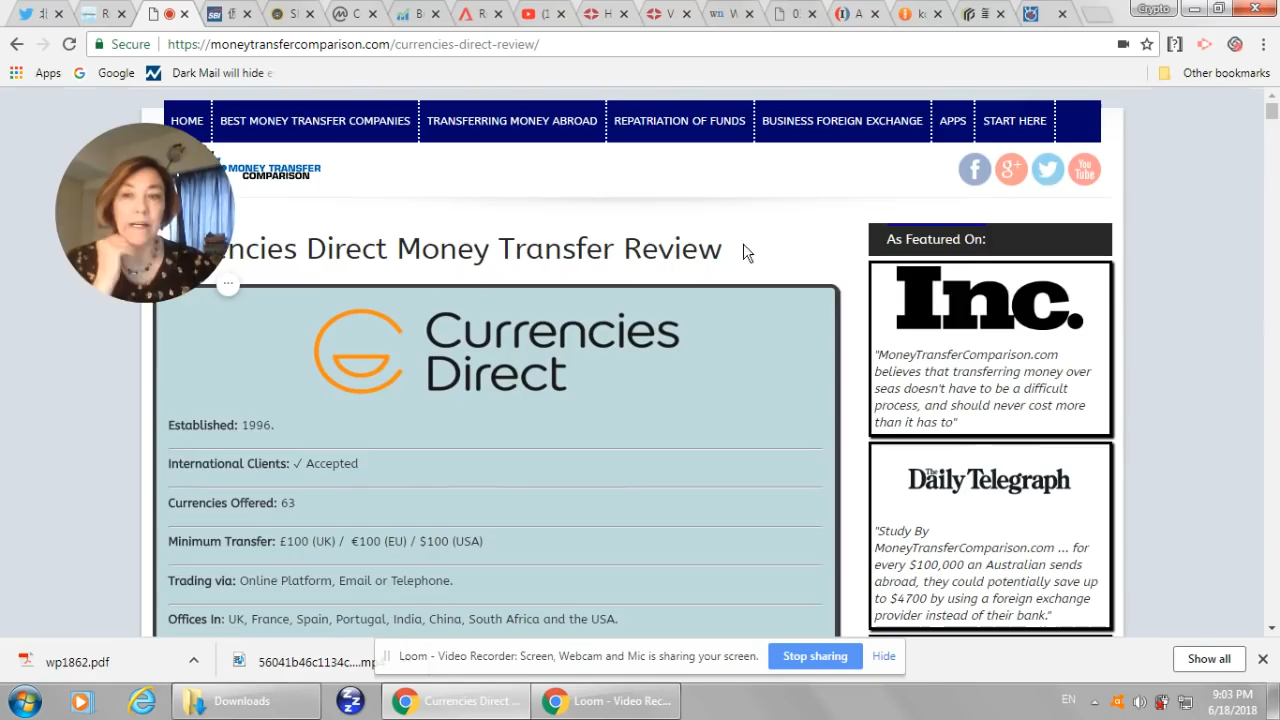 Crypto
Secure
https://moneytransfercomparison.com/currencies-direct-review/
Apps
Google
Dark Mail will hide e
Other bookmarks
HOME
BEST MONEY TRANSFER COMPANIES
TRANSFERRING MONEY ABROAD
REPATRIATION OF FUNDS
BUSINESS FOREIGN EXCHANGE
APPS
START HERE
MONEY TRANSFER
COMPARISON
f
g+
You
Tube
encies Direct Money Transfer Review
Currencies
Direct
Established: 1996.
International Clients: ✓ Accepted
Currencies Offered: 63
Minimum Transfer: £100 (UK) / €100 (EU) / $100 (USA)
Trading via: Online Platform, Email or Telephone.
Offices In: UK, France, Spain, Portugal, India, China, South Africa and the USA.
As Featured On:
Inc.
"MoneyTransferComparison.com
believes that transferring money over
seas doesn't have to be a difficult
process, and should never cost more
than it has to"
The Daily Telegraph
"Study By
MoneyTransferComparison.com ... for
every $100,000 an Australian sends
abroad, they could potentially save up
to $4700 by using a foreign exchange
provider instead of their bank."
wp1862.pdf
56041b46c1134c....mp
Loom - Video Recorder: Screen, Webcam and Mic is sharing your screen.
Stop sharing
Hide
Show all
Downloads
Currencies Direct ...
Loom - Video Rec...
EN
9:03 PM
6/18/2018